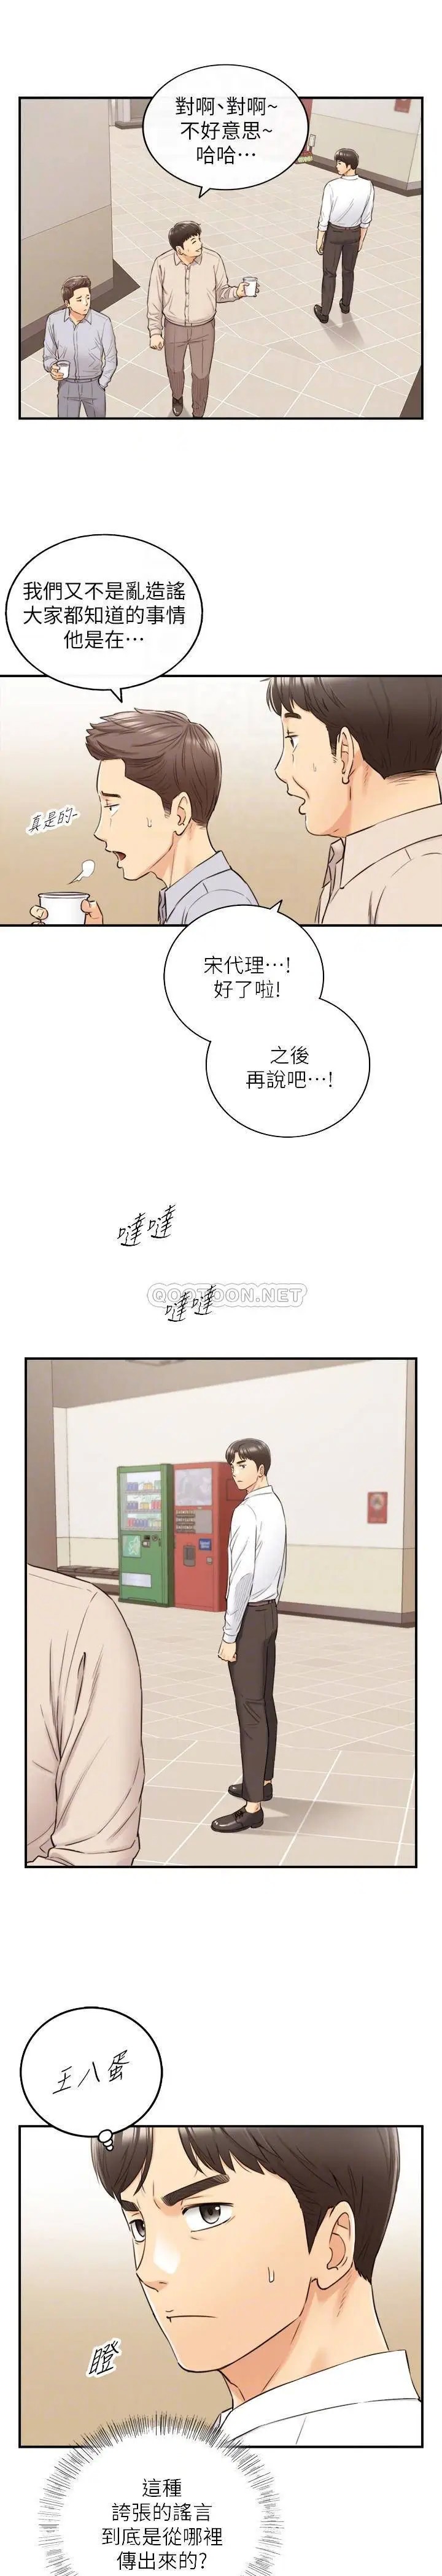 對啊、對啊~
不好意思~
哈哈…
我們又不是亂造謠
大家都知道的事情
他是在…
真是的~
宋代理…!
好了啦!
之後
再說吧…!
噠噠
QOOTOON.NET
噠噠
王八蛋
瞪
這種
誇張的謠言
到底是從哪裡
傳出來的?